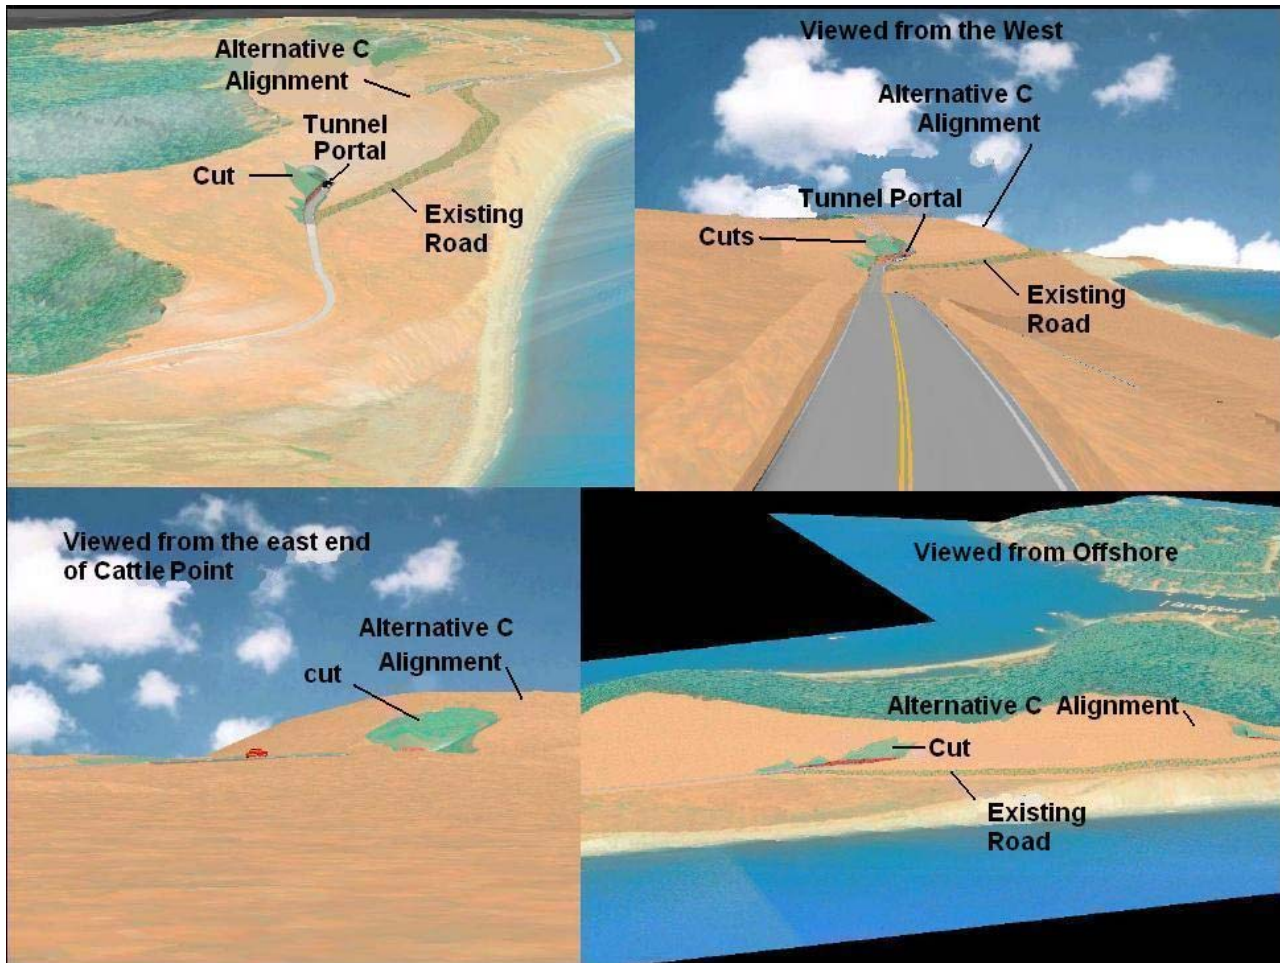 Alternative C
Alignment
Tunnel
Portal
Cut
Existing
Road
Viewed from the West
Alternative C
Alignment
Tunnel Portal
Cuts
Existing
Road
Viewed from the east end
of Cattle Point
Alternative C
Alignment
cut
Viewed from Offshore
Alternative C Alignment
Cut
Existing
Road